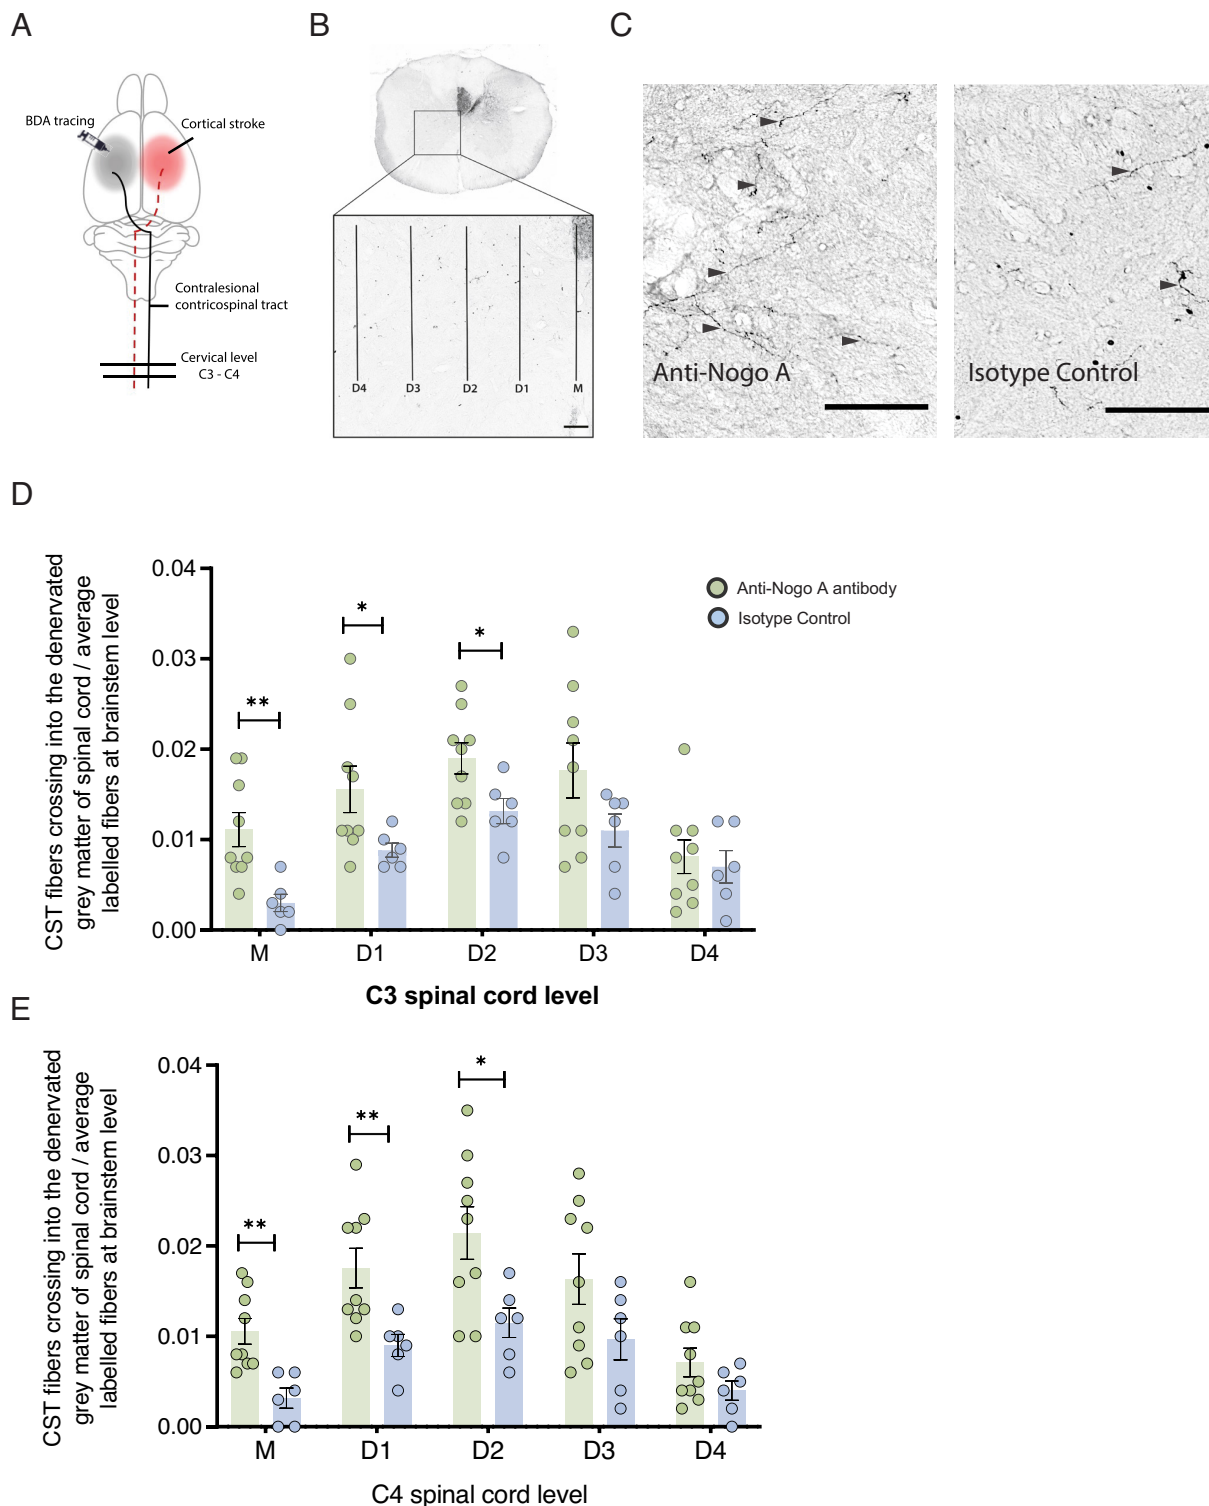 A
B
C
BDA tracing
Cortical stroke
Contralesional
contricospinal tract
Cervical level
C3 - C4
D4
D3
D2
D1
M
Anti-Nogo A
Isotype Control
D
CST fibers crossing into the denervated
grey matter of spinal cord / average
labelled fibers at brainstem level
0.04
0.03
0.02
0.01
0.00
**
*
*
Anti-Nogo A antibody
Isotype Control
M
D1
D2
D3
D4
C3 spinal cord level
E
CST fibers crossing into the denervated
grey matter of spinal cord / average
labelled fibers at brainstem level
0.04
0.03
0.02
0.01
0.00
**
**
*
M
D1
D2
D3
D4
C4 spinal cord level